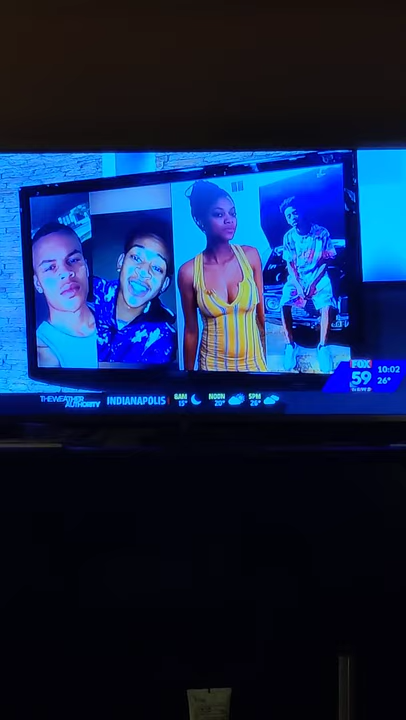 FOX
59
10:02
26°
THE WEATHER
AUTHORITY
INDIANAPOLIS
6AM
15°
NOON
20°
5PM
26°